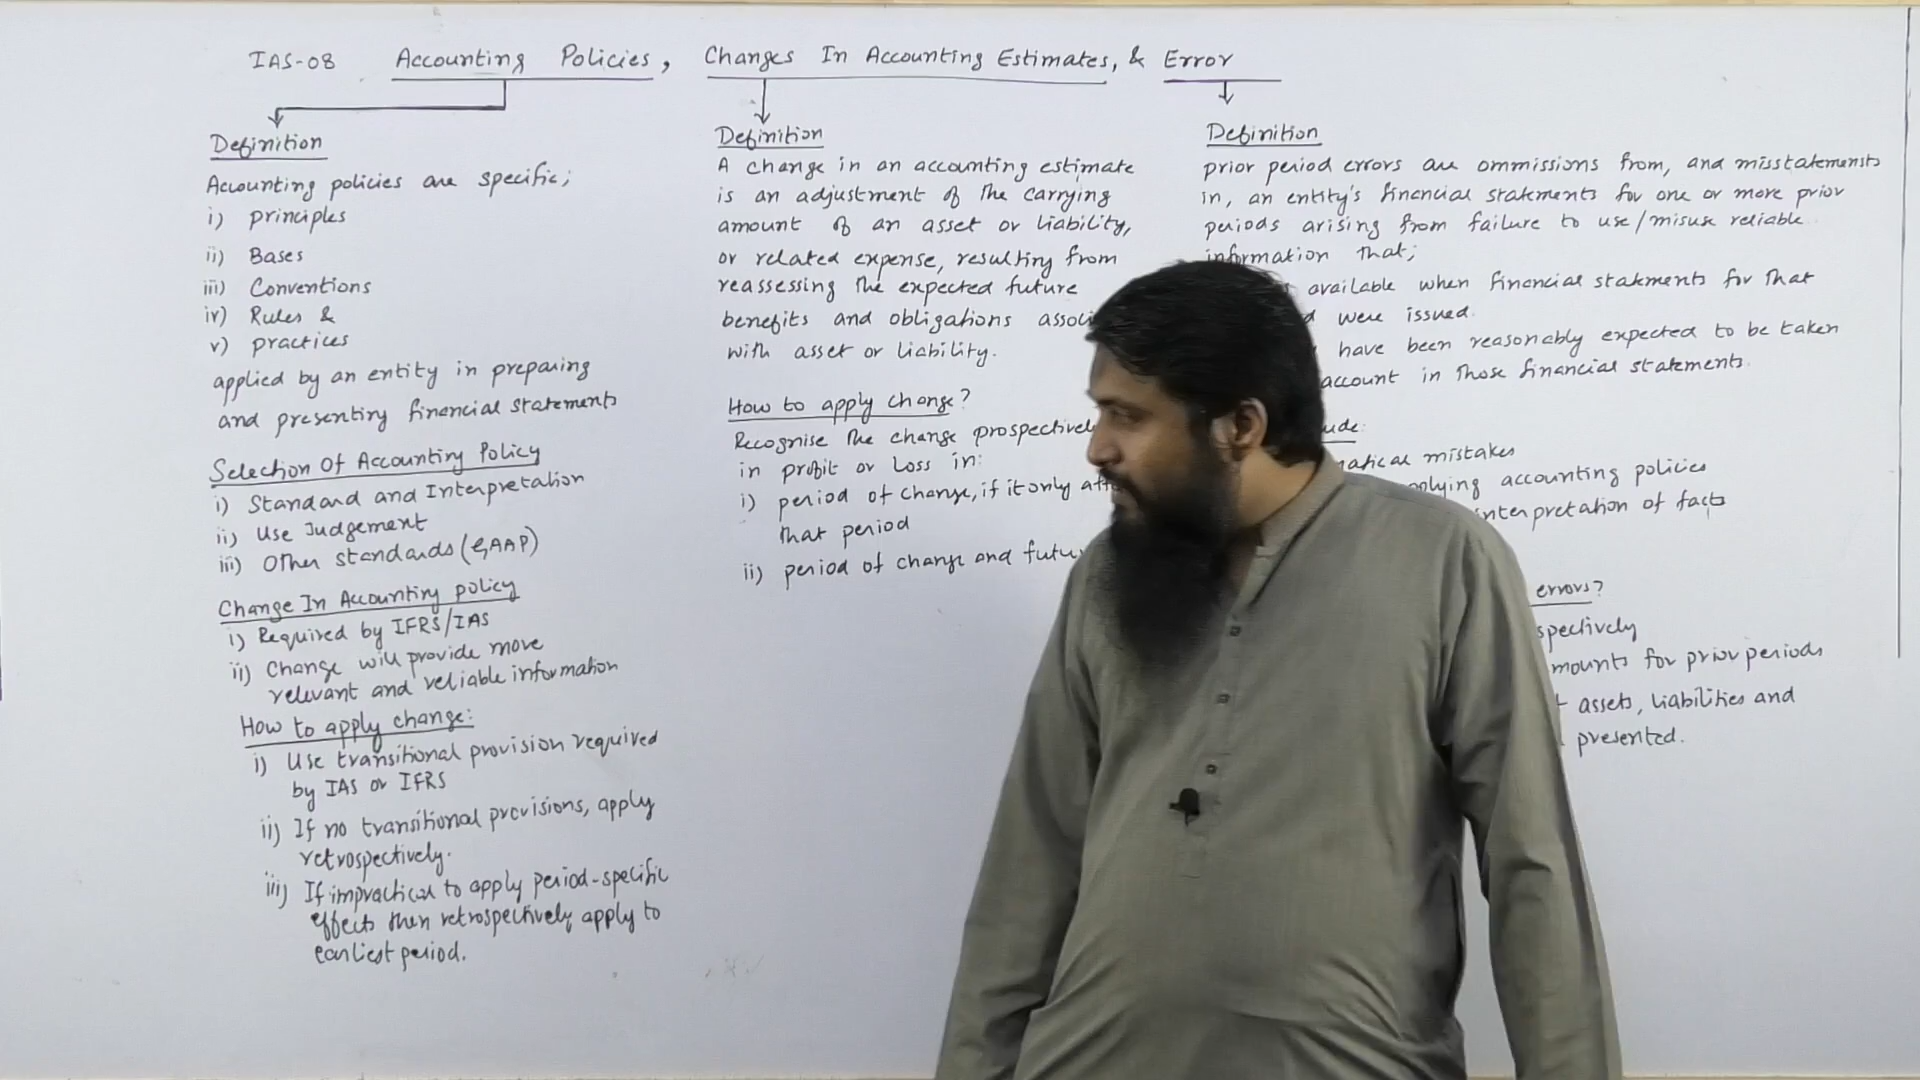 IAS-08 Accounting Policies, Changes In Accounting Estimates, & Error
Definition
Accounting policies are specific;
i) principles
ii) Bases
iii) Conventions
iv) Rules &
v) practices
applied by an entity in preparing
and presenting financial statements
Selection Of Accounting Policy
i) Standard and Interpretation
ii) Use Judgement
iii) Other standards (GAAP)
Change In Accounting policy
i) Required by IFRS/IAS
ii) Change will provide more
relevant and reliable information
How to apply change:
i) Use transitional provision required
by IAS or IFRS
ii) If no transitional provisions, apply
retrospectively.
iii) If impractical to apply period-specific
effects then retrospectively apply to
earliest period.
Definition
A change in an accounting estimate
is an adjustment of the carrying
amount of an asset or liability,
or related expense, resulting from
reassessing the expected future
benefits and obligations associ
with asset or liability.
How to apply change?
Recognise the change prospectivel
in profit or Loss in:
i) period of change, if it only aff
that period
ii) period of change and futu
Definition
prior period errors are ommissions from, and misstatements
in, an entity's financial statements for one or more prior
periods arising from failure to use/misuse reliable
information that;
available when financial statements for that
were issued.
have been reasonably expected to be taken
account in those financial statements.
ude:
atical mistakes
plying accounting policies
interpretation of facts
errors?
spectively
mounts for prior periods
assets, liabilities and
presented.